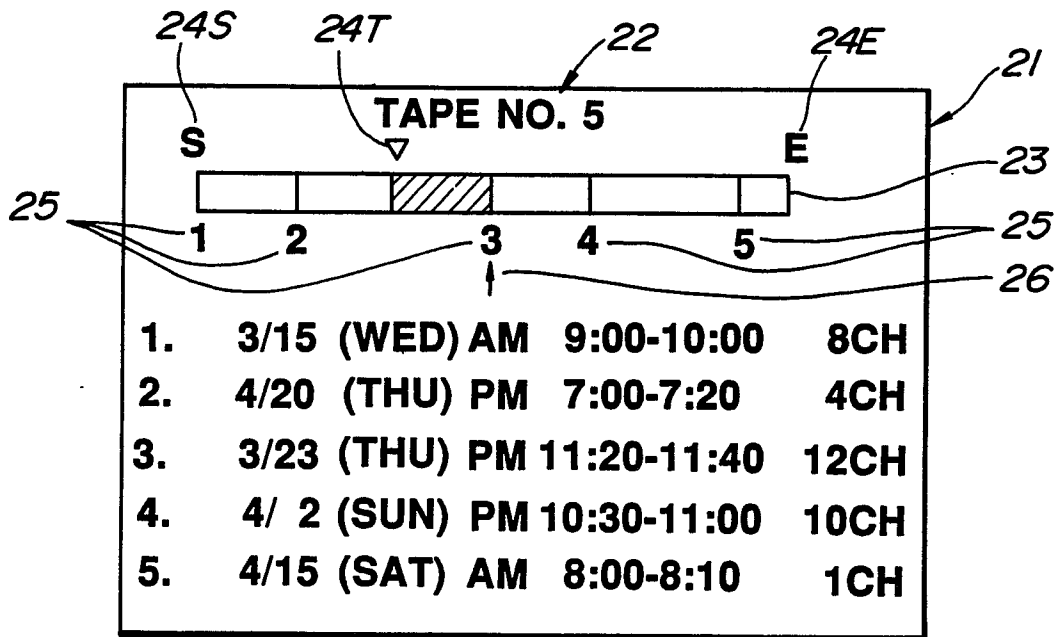 24S 24T 22 24E 21
TAPE NO. 5
S E
23
25 1 2 3 4 5 25
26
1. 3/15 (WED) AM 9:00-10:00 8CH
2. 4/20 (THU) PM 7:00-7:20 4CH
3. 3/23 (THU) PM 11:20-11:40 12CH
4. 4/ 2 (SUN) PM 10:30-11:00 10CH
5. 4/15 (SAT) AM 8:00-8:10 1CH